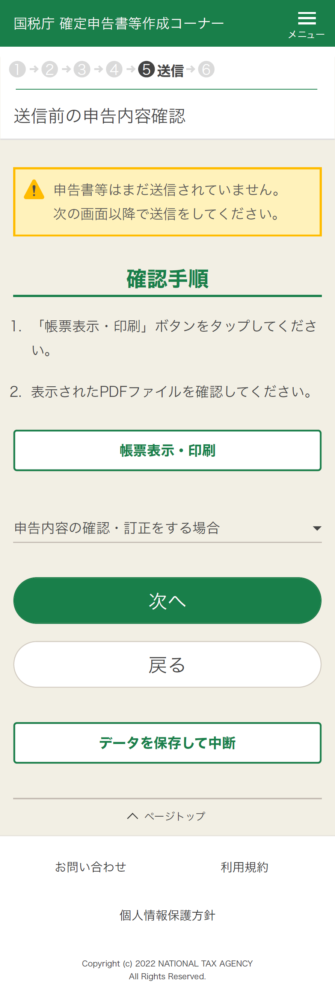 国税庁 確定申告書等作成コーナー
メニュー
1 → 2 → 3 → 4 → 5 送信 → 6
送信前の申告内容確認
申告書等はまだ送信されていません。
次の画面以降で送信をしてください。
確認手順
1. 「帳票表示・印刷」ボタンをタップしてくださ
い。
2. 表示されたPDFファイルを確認してください。
帳票表示・印刷
申告内容の確認・訂正をする場合
次へ
戻る
データを保存して中断
ページトップ
お問い合わせ 利用規約
個人情報保護方針
Copyright (c) 2022 NATIONAL TAX AGENCY
All Rights Reserved.